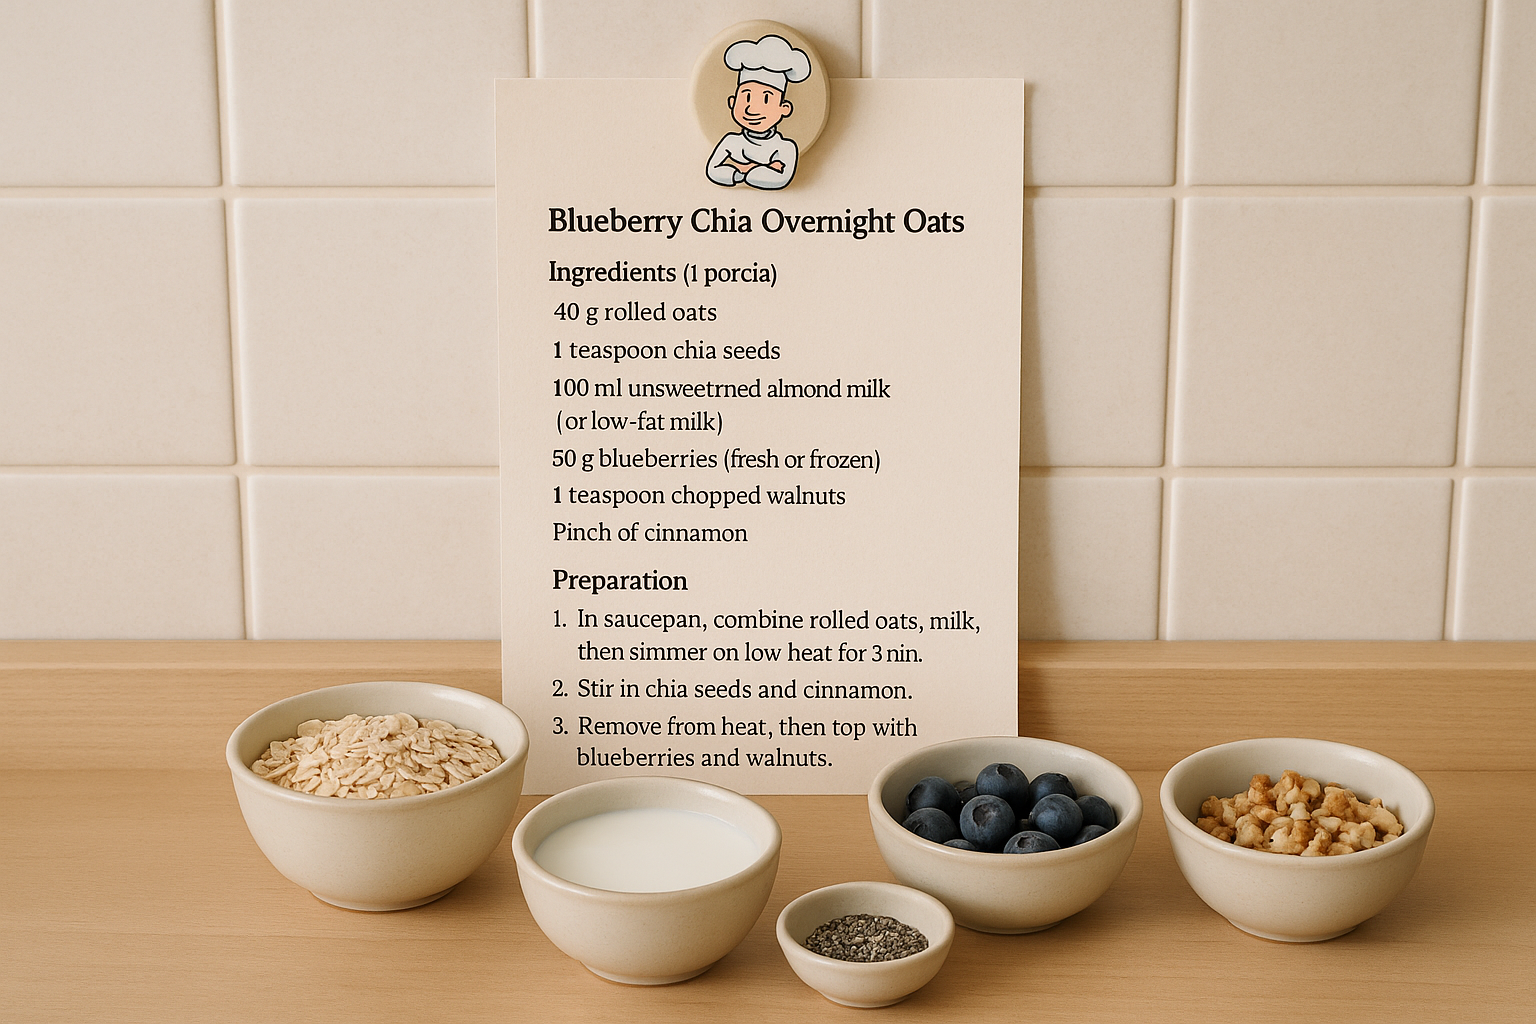 Blueberry Chia Overnight Oats
Ingredients (1 porcia)
40 g rolled oats
1 teaspoon chia seeds
100 ml unsweetrned almond milk
(or low-fat milk)
50 g blueberries (fresh or frozen)
1 teaspoon chopped walnuts
Pinch of cinnamon
Preparation
1. In saucepan, combine rolled oats, milk,
then simmer on low heat for 3 nin.
2. Stir in chia seeds and cinnamon.
3. Remove from heat, then top with
blueberries and walnuts.